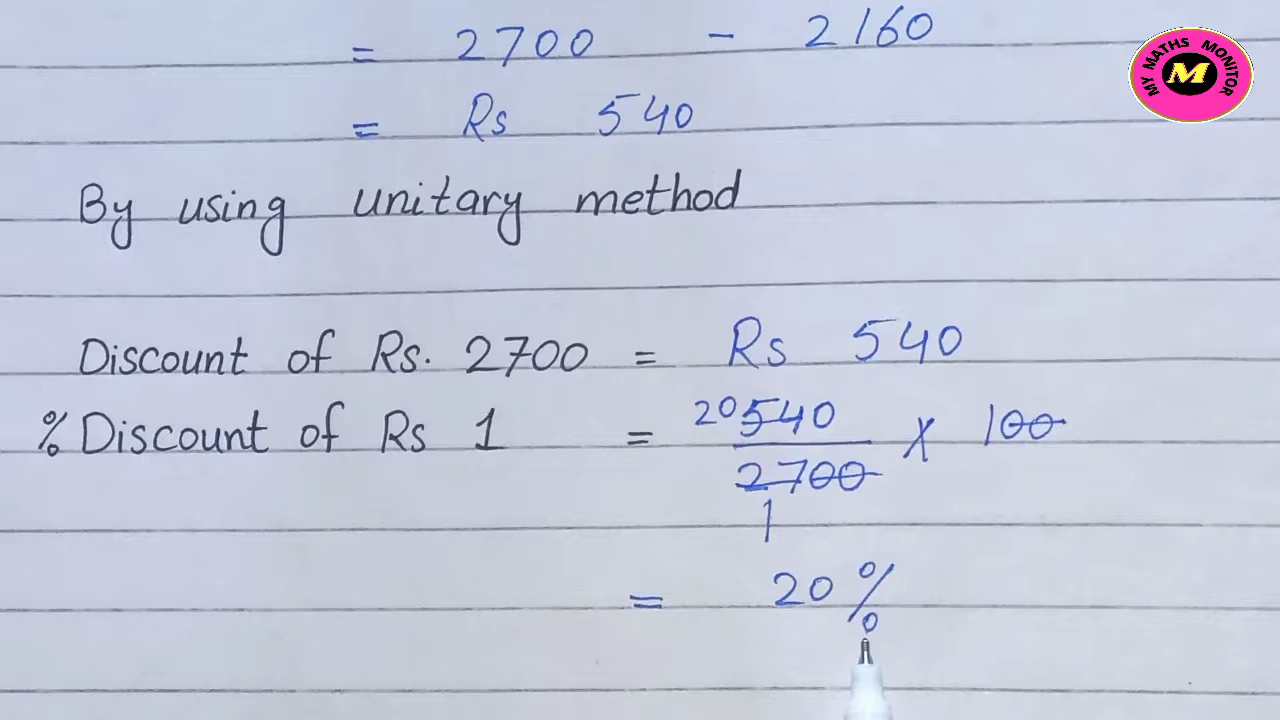 = 2700 - 2160
= Rs 540
MY MATHS MONITOR
M
By using unitary method
Discount of Rs. 2700 = Rs 540
% Discount of Rs 1 = 20 540 / 2700 × 100
1
= 20 %